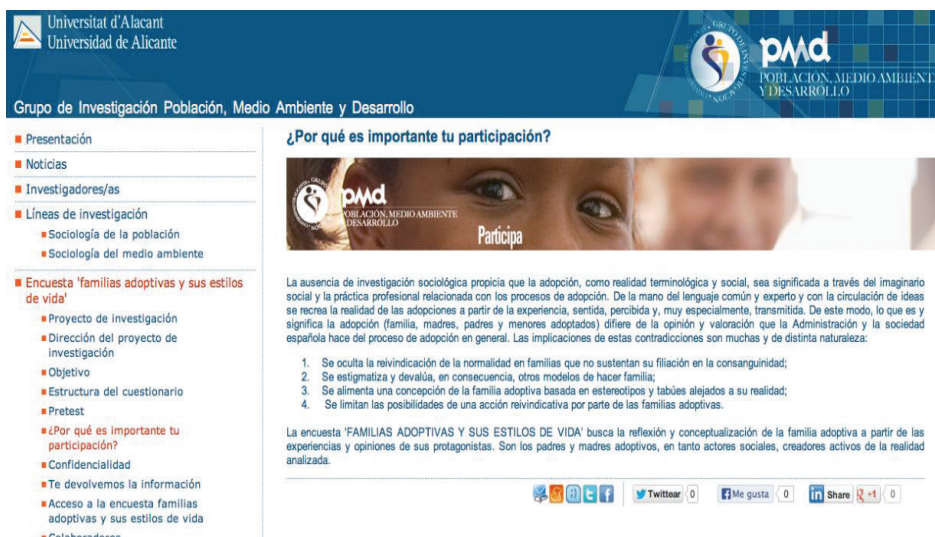 Universitat d'Alacant
Universidad de Alicante
pmd
POBLACIÓN, MEDIO AMBIENT
Y DESARROLLO
Grupo de Investigación Población, Medio Ambiente y Desarrollo
Presentación
Noticias
Investigadores/as
Líneas de investigación
Sociología de la población
Sociología del medio ambiente
Encuesta 'familias adoptivas y sus estilos
de vida'
Proyecto de investigación
Dirección del proyecto de
investigación
Objetivo
Estructura del cuestionario
Pretest
¿Por qué es importante tu
participación?
Confidencialidad
Te devolvemos la información
Acceso a la encuesta familias
adoptivas y sus estilos de vida
Colaboradores
¿Por qué es importante tu participación?
pmd
POBLACIÓN, MEDIO AMBIENTE
Y DESARROLLO
Participa
La ausencia de investigación sociológica propicia que la adopción, como realidad terminológica y social, sea significada a través del imaginario
social y la práctica profesional relacionada con los procesos de adopción. De la mano del lenguaje común y experto y con la circulación de ideas
se recrea la realidad de las adopciones a partir de la experiencia, sentida, percibida y, muy especialmente, transmitida. De este modo, lo que es y
significa la adopción (familia, madres, padres y menores adoptados) difiere de la opinión y valoración que la Administración y la sociedad
española hace del proceso de adopción en general. Las implicaciones de estas contradicciones son muchas y de distinta naturaleza:
1. Se oculta la reivindicación de la normalidad en familias que no sustentan su filiación en la consanguinidad;
2. Se estigmatiza y devalúa, en consecuencia, otros modelos de hacer familia;
3. Se alimenta una concepción de la familia adoptiva basada en estereotipos y tabúes alejados a su realidad;
4. Se limitan las posibilidades de una acción reivindicativa por parte de las familias adoptivas.
La encuesta 'FAMILIAS ADOPTIVAS Y SUS ESTILOS DE VIDA' busca la reflexión y conceptualización de la familia adoptiva a partir de las
experiencias y opiniones de sus protagonistas. Son los padres y madres adoptivos, en tanto actores sociales, creadores activos de la realidad
analizada.
Twittear 0 Me gusta 0 Share +1 0